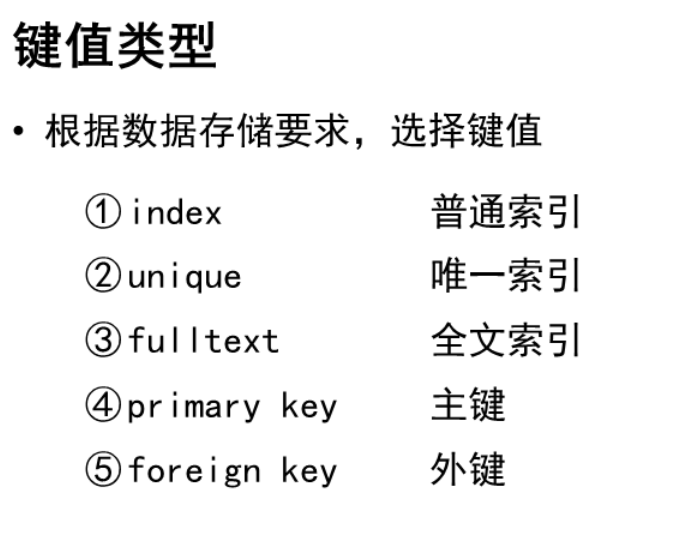 键值类型
• 根据数据存储要求，选择键值
①index 普通索引
②unique 唯一索引
③fulltext 全文索引
④primary key 主键
⑤foreign key 外键